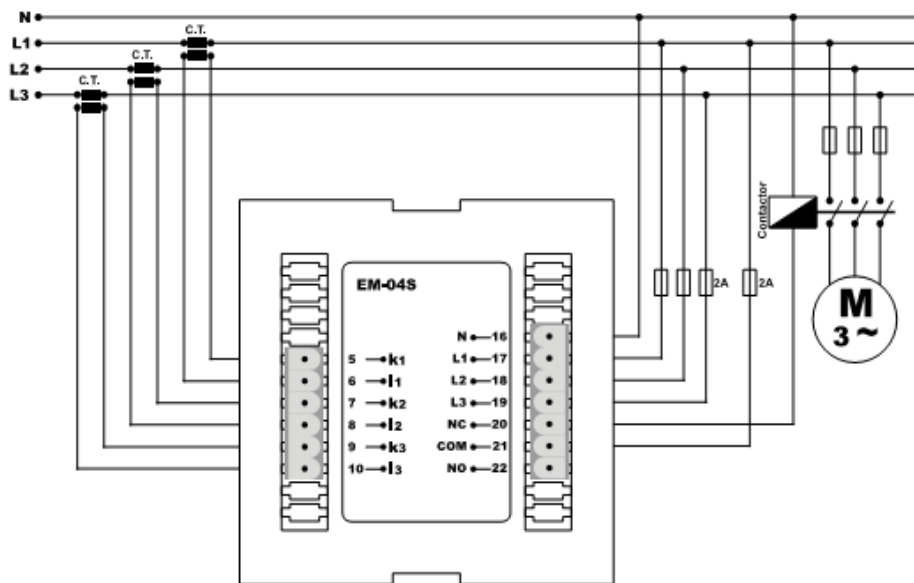 N
L1
C.T.
L2
C.T.
L3
C.T.
Contactor
2A
2A
M
3 ~
EM-04S
5 k1
6 l1
7 k2
8 l2
9 k3
10 l3
N 16
L1 17
L2 18
L3 19
NC 20
COM 21
NO 22